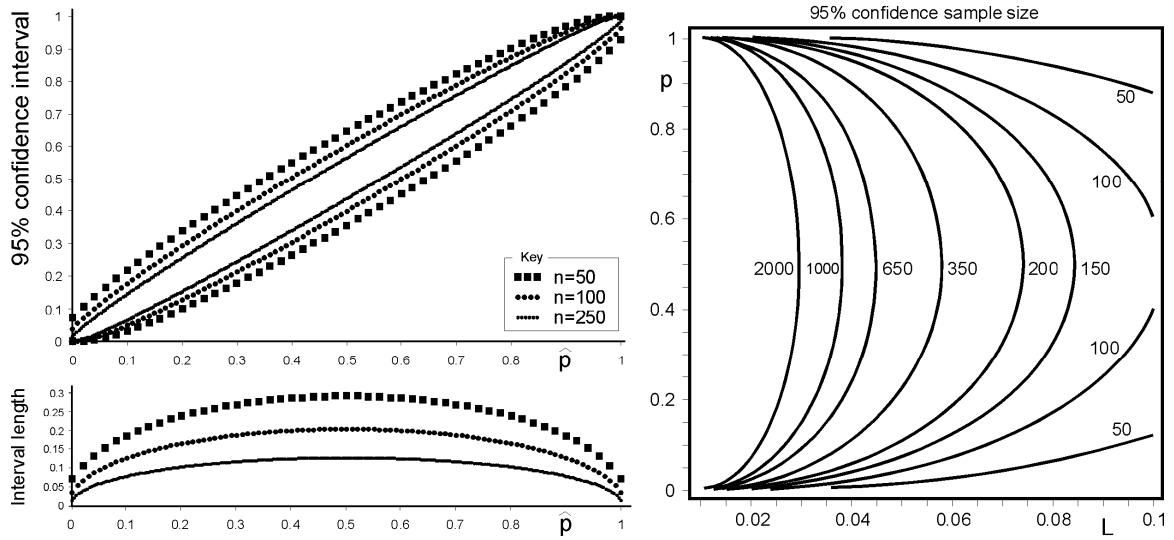 95% confidence interval
1
0.9
0.8
0.7
0.6
0.5
0.4
0.3
0.2
0.1
0
0 0.1 0.2 0.3 0.4 0.5 0.6 0.7 0.8 p̂ 1
Key
n=50
n=100
n=250
Interval length
0.3
0.25
0.2
0.15
0.1
0.05
0
0 0.1 0.2 0.3 0.4 0.5 0.6 0.7 0.8 p̂ 1
95% confidence sample size
p
1
0.8
0.6
0.4
0.2
0
50
100
2000 1000 650 350 200 150
100
50
0.02 0.04 0.06 0.08 L 0.1